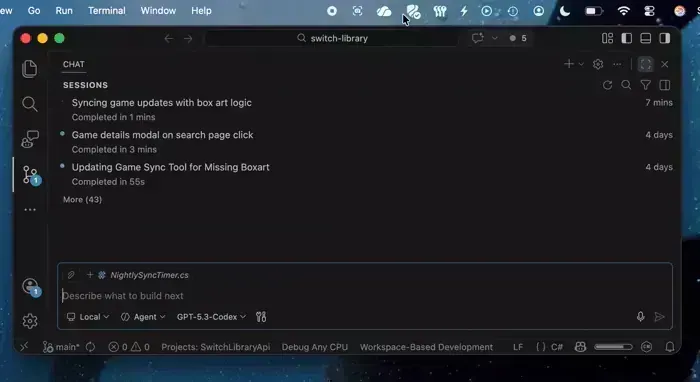 ew Go Run Terminal Window Help
switch-library
5
CHAT
SESSIONS
Syncing game updates with box art logic 7 mins
Completed in 1 mins
Game details modal on search page click 4 days
Completed in 3 mins
Updating Game Sync Tool for Missing Boxart 4 days
Completed in 55s
More (43)
1
NightlySyncTimer.cs
Describe what to build next
1
Local Agent GPT-5.3-Codex
main* 0 0 Projects: SwitchLibraryApi Debug Any CPU Workspace-Based Development LF { } C#